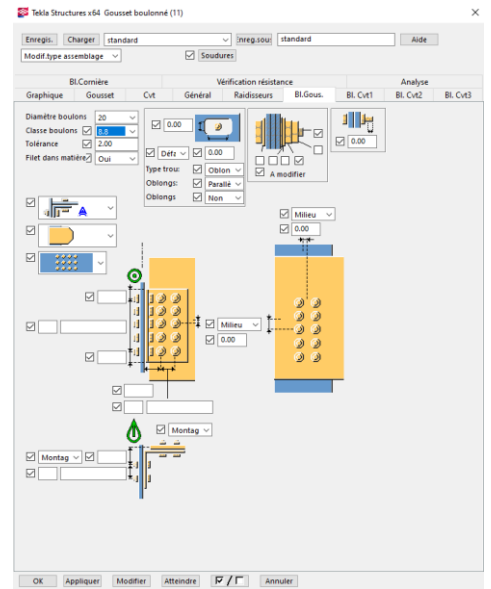 Tekla Structures x64 Gousset boulonné (11)
Enregis. Charger standard Enreg.sous standard Aide
Modif.type assemblage Soudures
Bl.Cornière Vérification résistance Analyse
Graphique Gousset Cvt Général Raidisseurs Bl.Gous. Bl. Cvt1 Bl. Cvt2 Bl. Cvt3
Diamètre boulons 20
Classe boulons 8.8
Tolérance 2.00
Filet dans matière Oui
0.00
Défa 0.00
Type trou: Oblon
Oblongs: Parallè
Oblongs Non
A modifier
0.00
Milieu
0.00
Milieu
0.00
Montag
Montag
OK Appliquer Modifier Atteindre / Annuler